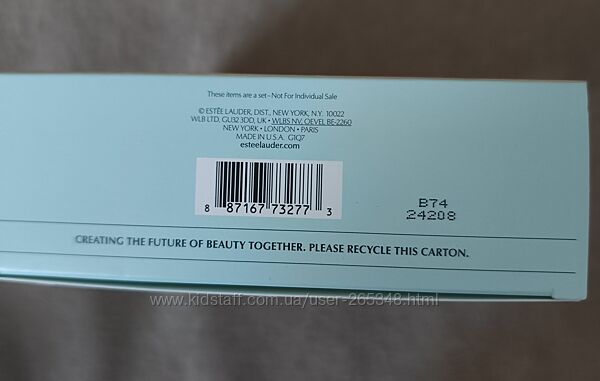 These items are a set – Not For Individual Sale
© ESTÉE LAUDER, DIST., NEW YORK, N.Y. 10022
WLB LTD, GU32 3DD, UK • WLBS NV, OEVEL BE-2260
NEW YORK • LONDON • PARIS
MADE IN U.S.A. G1Q7
esteelauder.com
8 87167 73277 3
B74
24208
CREATING THE FUTURE OF BEAUTY TOGETHER. PLEASE RECYCLE THIS CARTON.
www.kidstaff.com.ua/user-265348.html